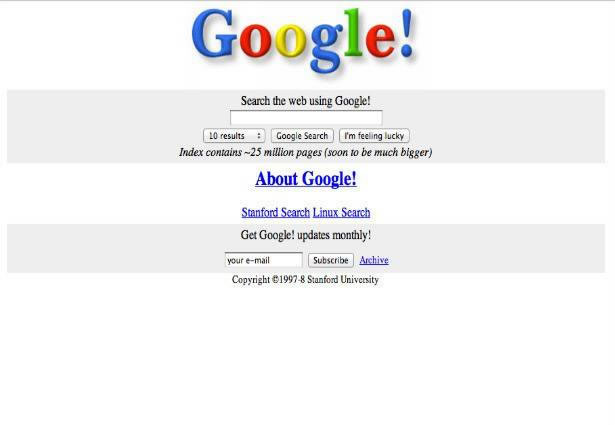 Google!
Search the web using Google!
10 results Google Search I'm feeling lucky
Index contains ~25 million pages (soon to be much bigger)
About Google!
Stanford Search Linux Search
Get Google! updates monthly!
your e-mail Subscribe Archive
Copyright ©1997-8 Stanford University